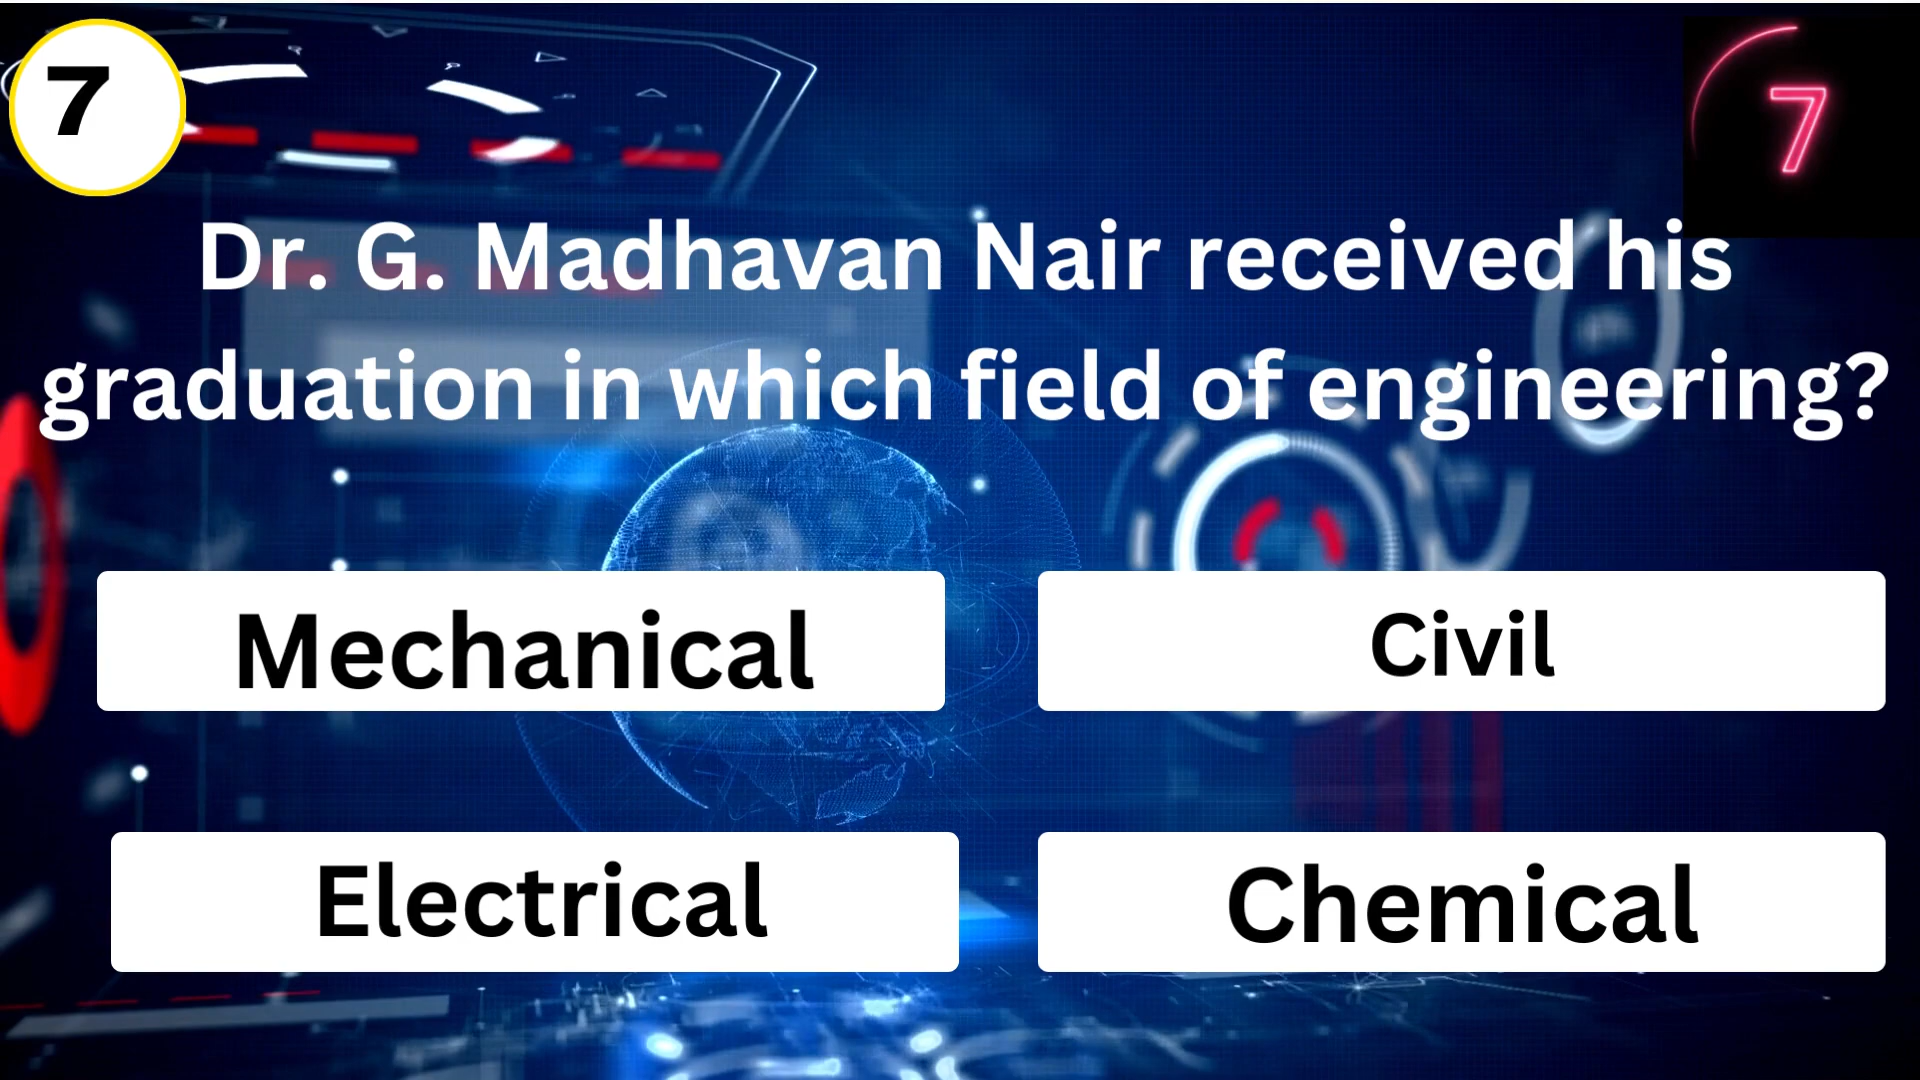 7
7
Dr. G. Madhavan Nair received his
graduation in which field of engineering?
Mechanical
Civil
Electrical
Chemical